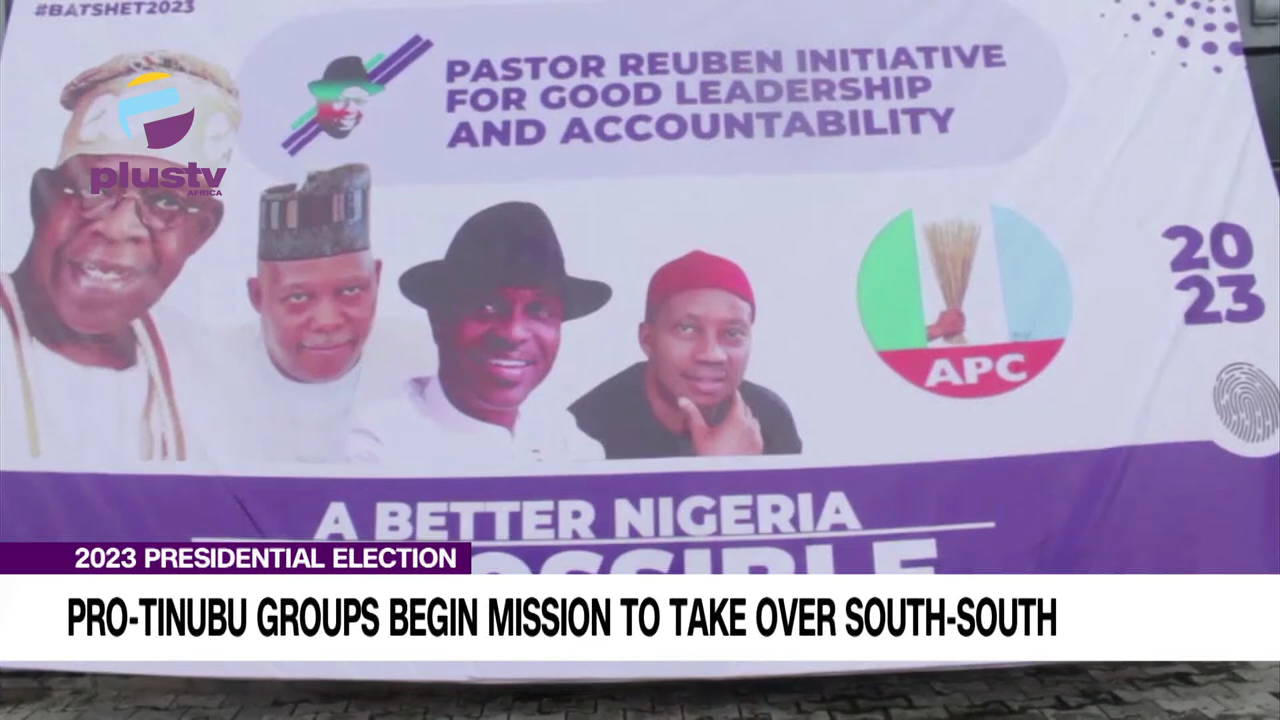 #BATSHET2023
PASTOR REUBEN INITIATIVE
FOR GOOD LEADERSHIP
AND ACCOUNTABILITY
plustv
AFRICA
20
23
APC
A BETTER NIGERIA
2023 PRESIDENTIAL ELECTION
PRO-TINUBU GROUPS BEGIN MISSION TO TAKE OVER SOUTH-SOUTH